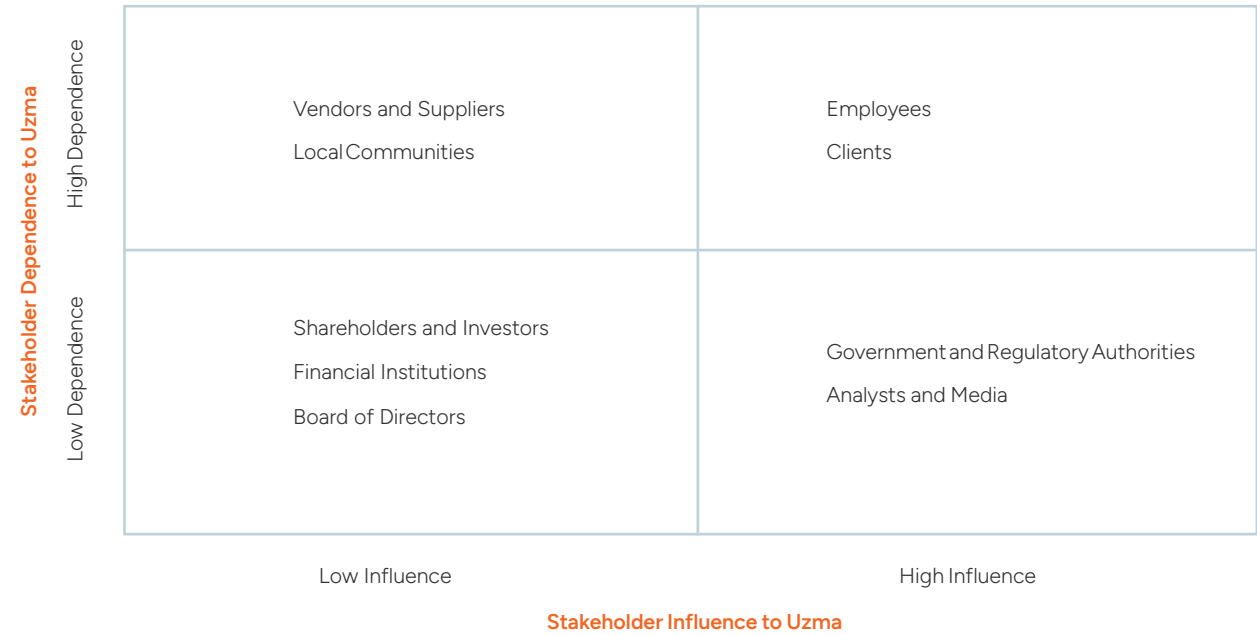 Stakeholder Dependence to Uzma
High Dependence
Vendors and Suppliers
Local Communities
Employees
Clients
Low Dependence
Shareholders and Investors
Financial Institutions
Board of Directors
Government and Regulatory Authorities
Analysts and Media
Low Influence
High Influence
Stakeholder Influence to Uzma